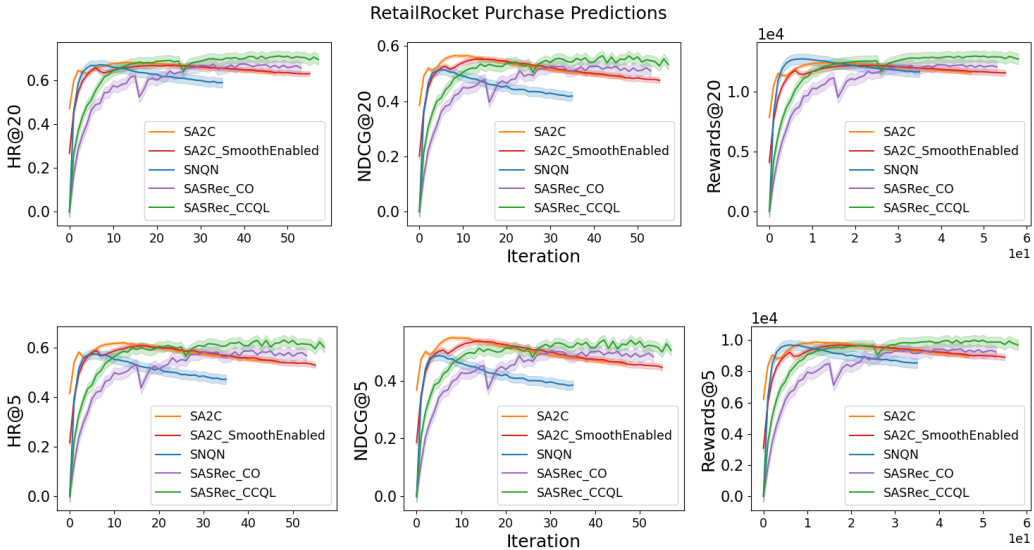 RetailRocket Purchase Predictions
HR@20
0.6
0.4
0.2
0.0
SA2C
SA2C_SmoothEnabled
SNQN
SASRec_CO
SASRec_CCQL
0 10 20 30 40 50
NDCG@20
0.6
0.4
0.2
0.0
SA2C
SA2C_SmoothEnabled
SNQN
SASRec_CO
SASRec_CCQL
0 10 20 30 40 50
Iteration
1e4
Rewards@20
1.0
0.5
0.0
SA2C
SA2C_SmoothEnabled
SNQN
SASRec_CO
SASRec_CCQL
0 1 2 3 4 5 6
1e1
HR@5
0.6
0.4
0.2
0.0
SA2C
SA2C_SmoothEnabled
SNQN
SASRec_CO
SASRec_CCQL
0 10 20 30 40 50
NDCG@5
0.4
0.2
0.0
SA2C
SA2C_SmoothEnabled
SNQN
SASRec_CO
SASRec_CCQL
0 10 20 30 40 50
Iteration
1e4
Rewards@5
1.0
0.8
0.6
0.4
0.2
0.0
SA2C
SA2C_SmoothEnabled
SNQN
SASRec_CO
SASRec_CCQL
0 1 2 3 4 5 6
1e1